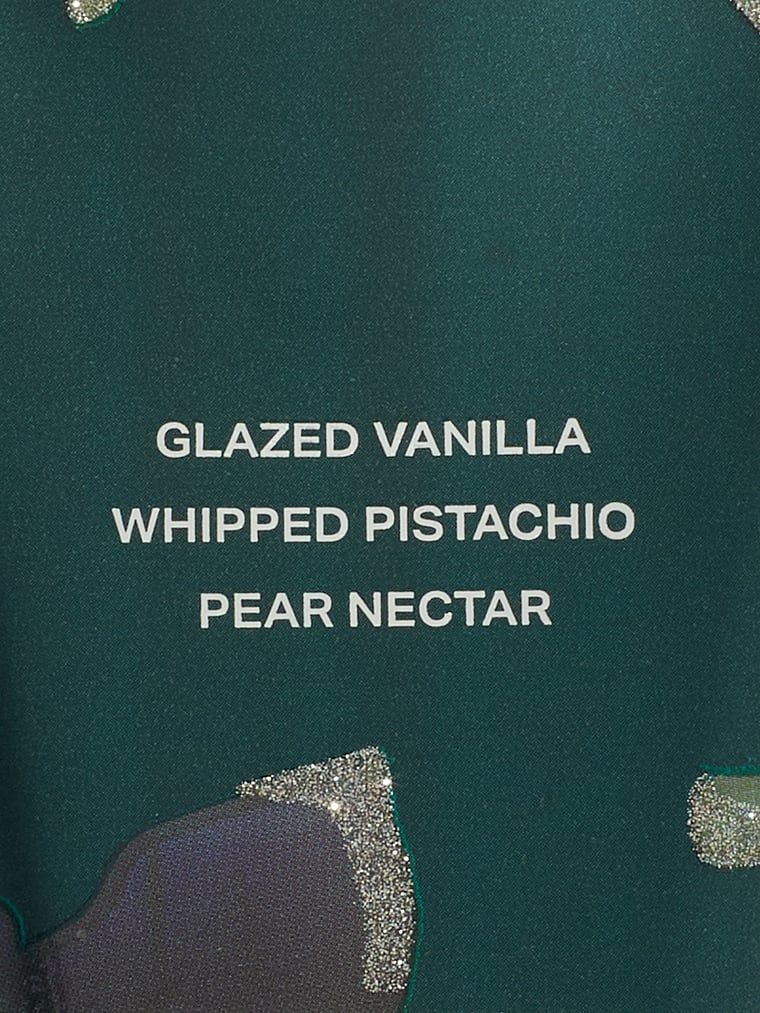 GLAZED VANILLA
WHIPPED PISTACHIO
PEAR NECTAR